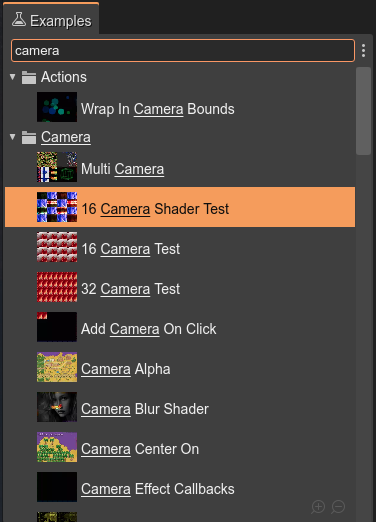 Examples
camera
Actions
Wrap In Camera Bounds
Camera
Multi Camera
16 Camera Shader Test
16 Camera Test
32 Camera Test
Add Camera On Click
Camera Alpha
Camera Blur Shader
Camera Center On
Camera Effect Callbacks